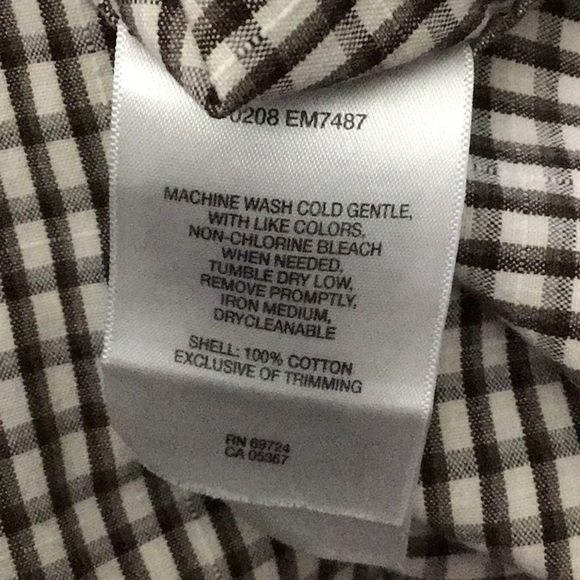 0208 EM7487
MACHINE WASH COLD GENTLE,
WITH LIKE COLORS,
NON-CHLORINE BLEACH
WHEN NEEDED,
TUMBLE DRY LOW,
REMOVE PROMPTLY,
IRON MEDIUM,
DRYCLEANABLE
SHELL: 100% COTTON
EXCLUSIVE OF TRIMMING
RN 69724
CA 05367